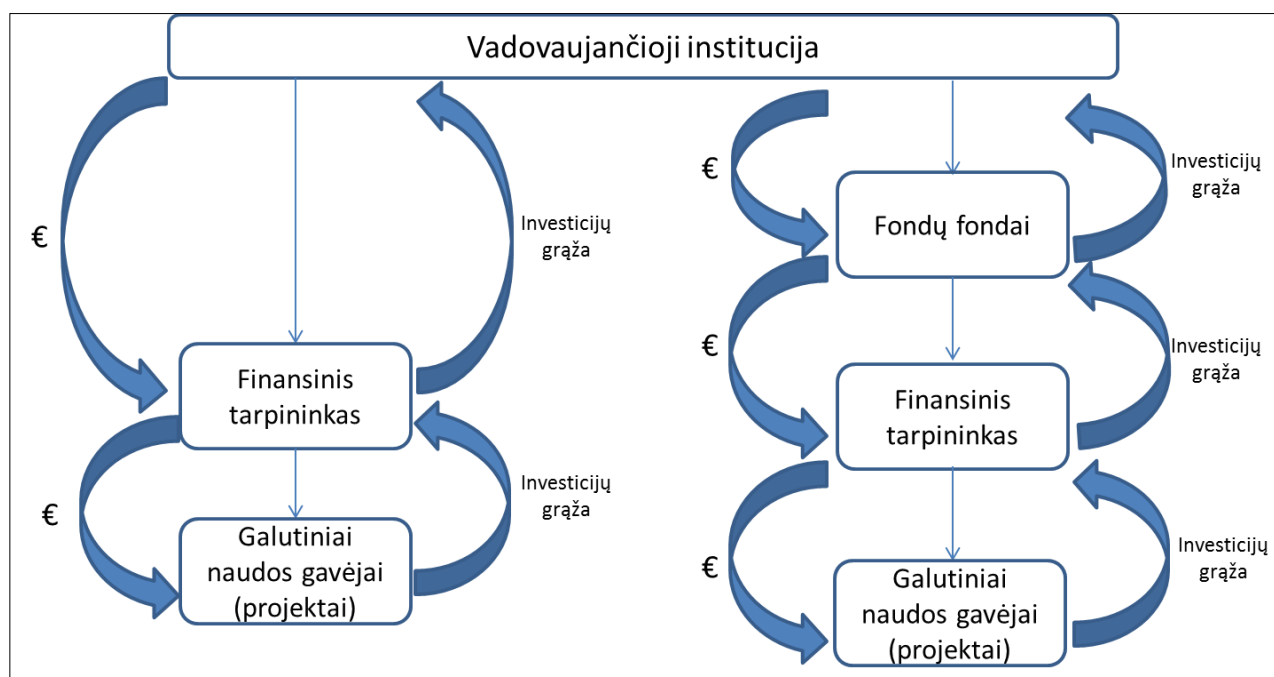 Vadovaujančioji institucija
€
Investicijų
grąža
Finansinis
tarpininkas
€
Investicijų
grąža
Galutiniai
naudos gavėjai
(projektai)
€
Investicijų
grąža
Fondų fondai
€
Investicijų
grąža
Finansinis
tarpininkas
€
Investicijų
grąža
Galutiniai
naudos gavėjai
(projektai)